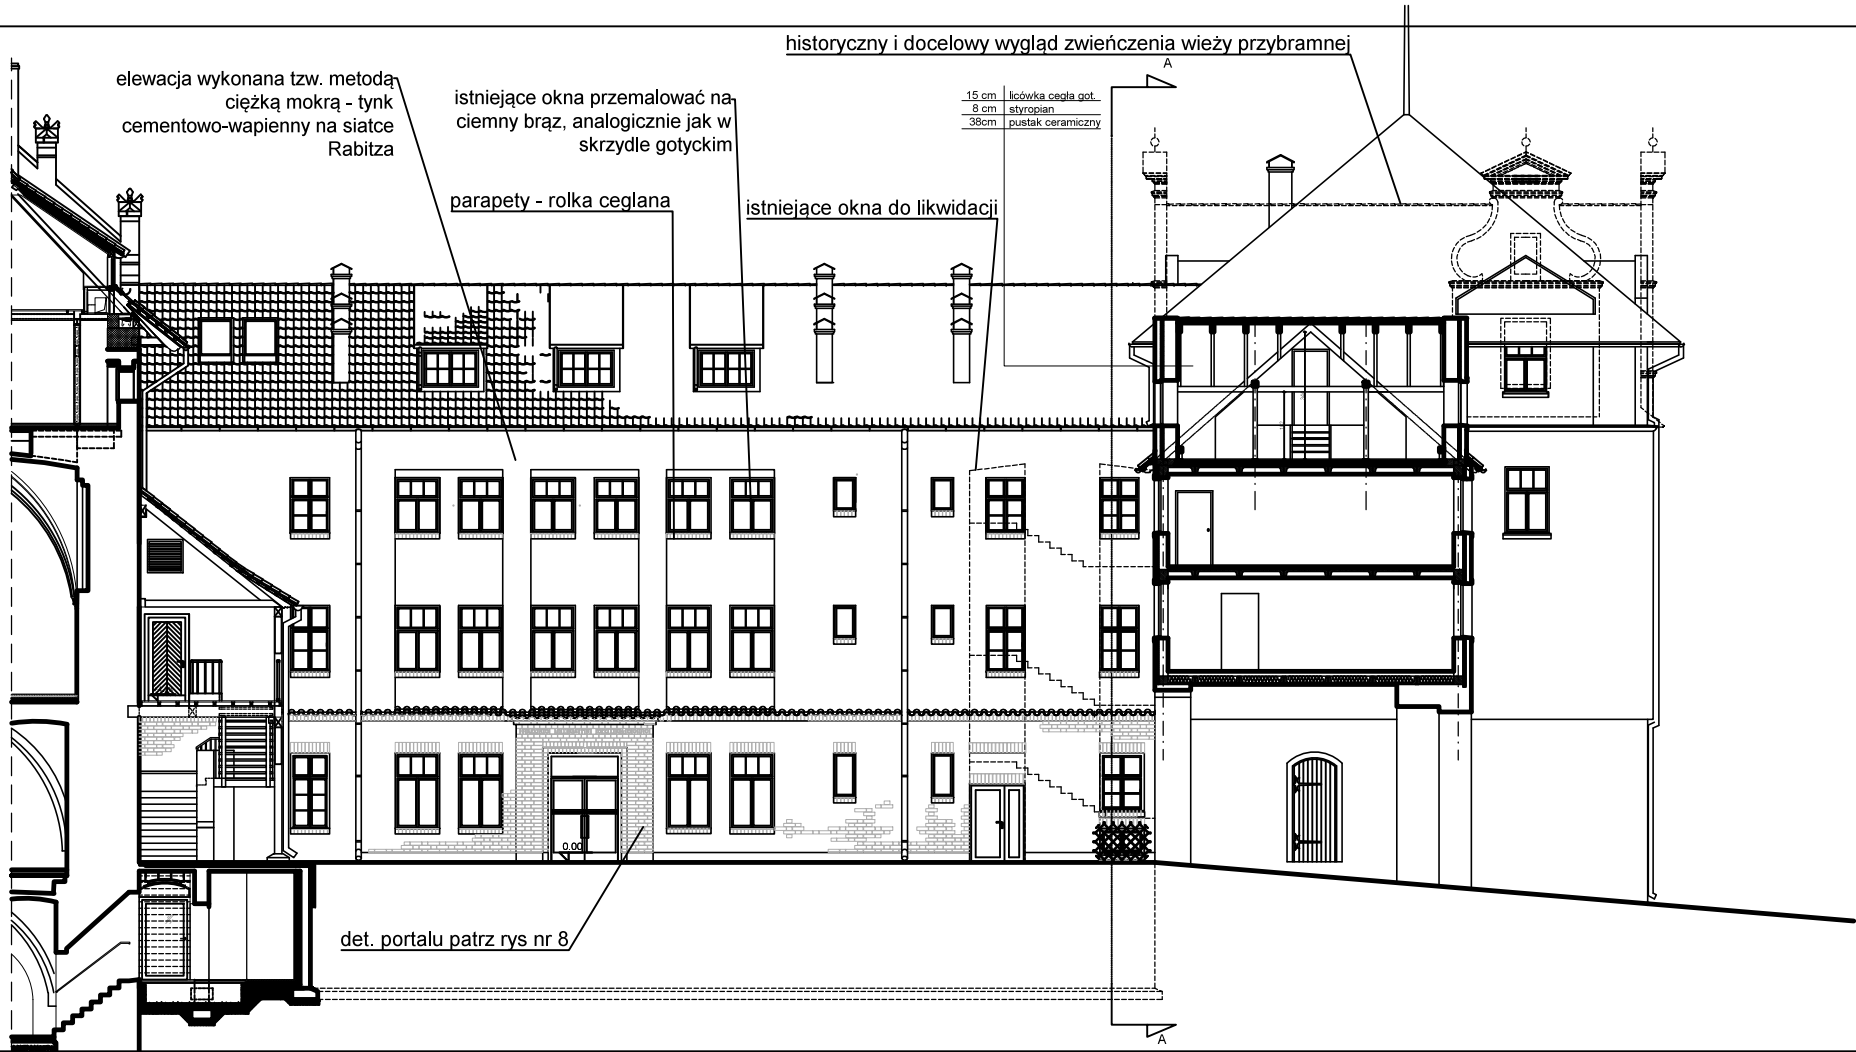 historyczny i docelowy wygląd zwieńczenia wieży przybramnej
A
elewacja wykonana tzw. metodą
ciężką mokrą - tynk
cementowo-wapienny na siatce
Rabitza
istniejące okna przemalować na
ciemny brąz, analogicznie jak w
skrzydle gotyckim
15 cm licówka cegła got.
8 cm styropian
38cm pustak ceramiczny
parapety - rolka ceglana
istniejące okna do likwidacji
0.00
det. portalu patrz rys nr 8
A